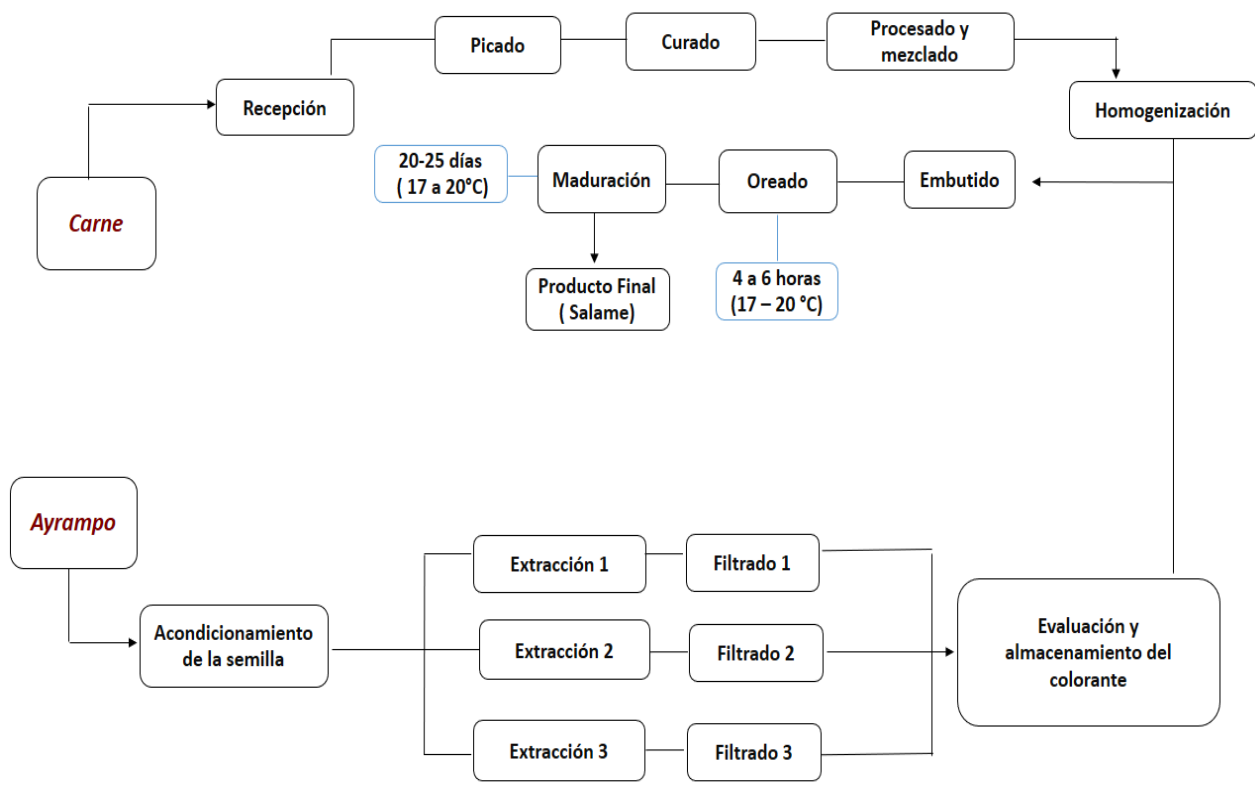 Picado
Curado
Procesado y
mezclado
Recepción
Homogenización
Carne
20-25 días
( 17 a 20°C)
Maduración
Oreado
Embutido
Producto Final
( Salame)
4 a 6 horas
(17 – 20 °C)
Ayrampo
Acondicionamiento
de la semilla
Extracción 1
Filtrado 1
Extracción 2
Filtrado 2
Extracción 3
Filtrado 3
Evaluación y
almacenamiento del
colorante